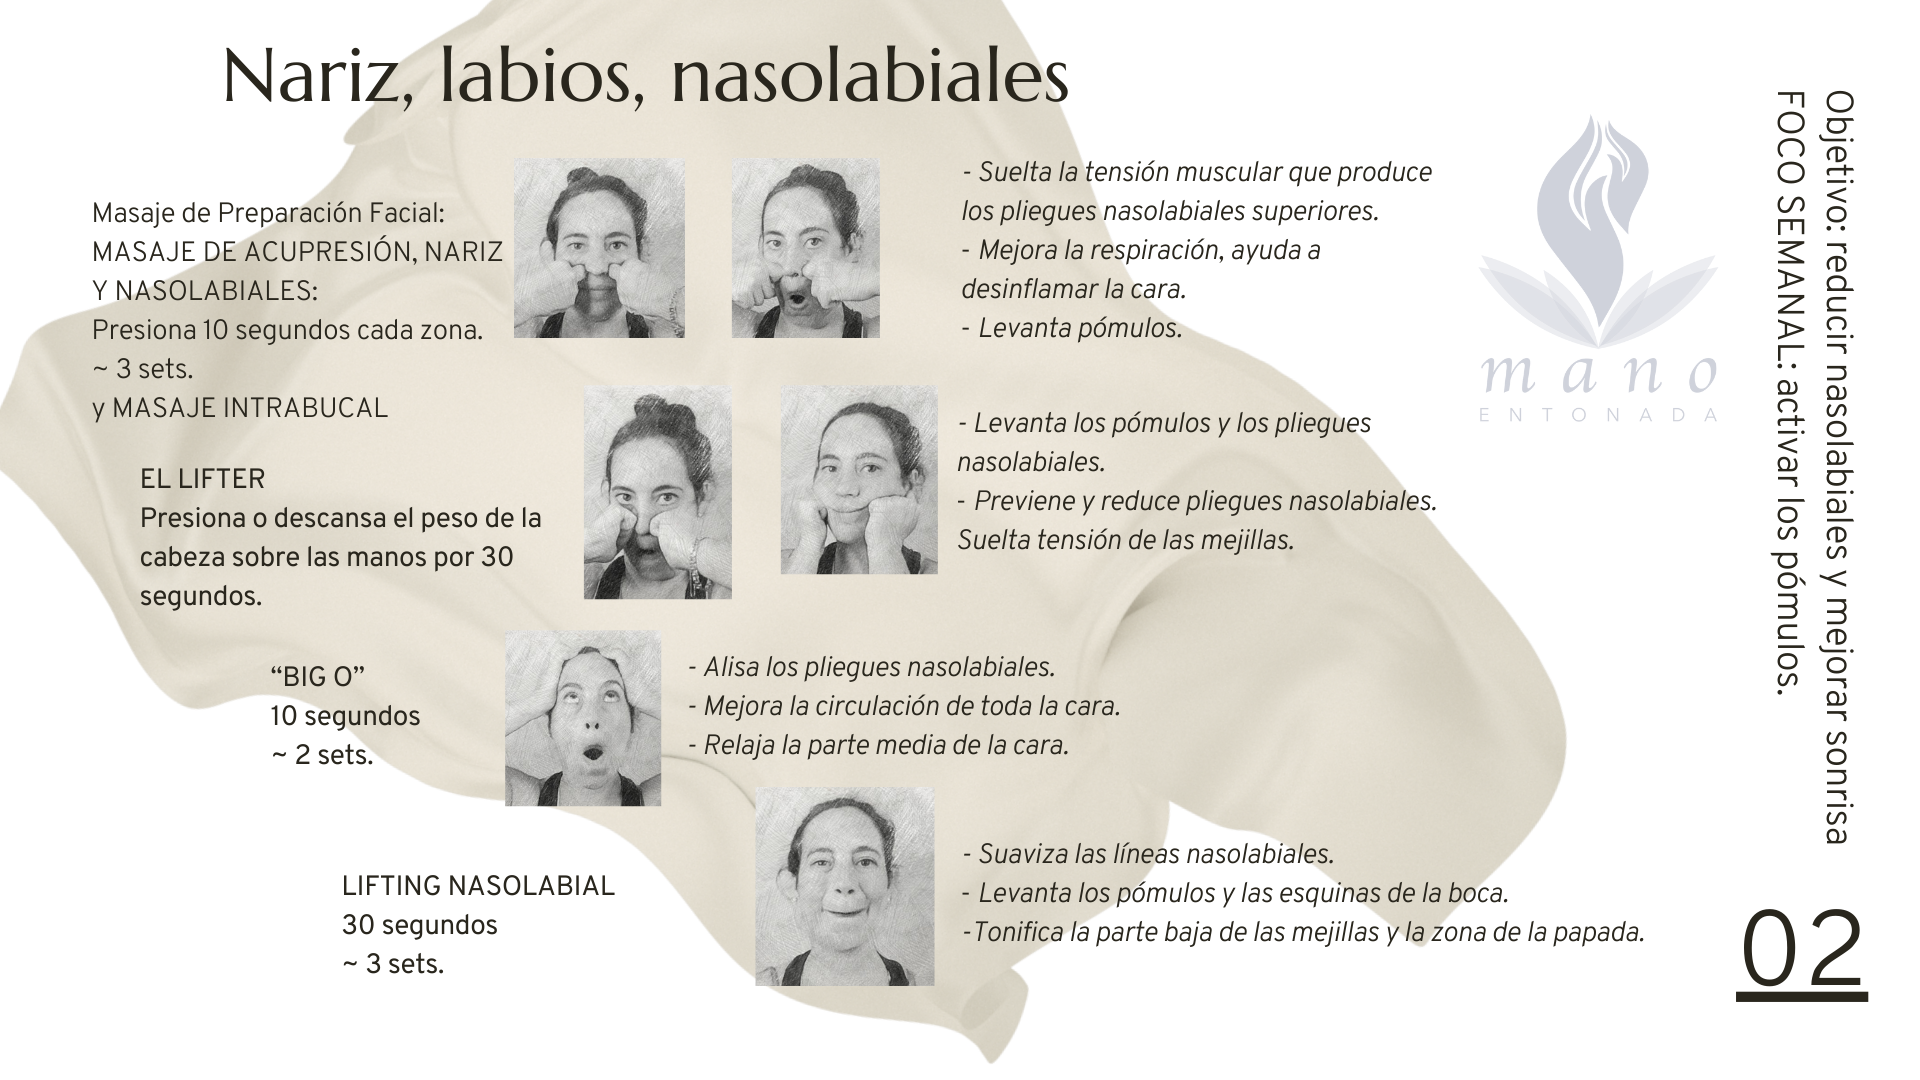 Nariz, labios, nasolabiales
Masaje de Preparación Facial:
MASAJE DE ACUPRESIÓN, NARIZ
Y NASOLABIALES:
Presiona 10 segundos cada zona.
~ 3 sets.
y MASAJE INTRABUCAL
- Suelta la tensión muscular que produce
los pliegues nasolabiales superiores.
- Mejora la respiración, ayuda a
desinflamar la cara.
- Levanta pómulos.
EL LIFTER
Presiona o descansa el peso de la
cabeza sobre las manos por 30
segundos.
- Levanta los pómulos y los pliegues
nasolabiales.
- Previene y reduce pliegues nasolabiales.
Suelta tensión de las mejillas.
“BIG O”
10 segundos
~ 2 sets.
- Alisa los pliegues nasolabiales.
- Mejora la circulación de toda la cara.
- Relaja la parte media de la cara.
LIFTING NASOLABIAL
30 segundos
~ 3 sets.
- Suaviza las líneas nasolabiales.
- Levanta los pómulos y las esquinas de la boca.
-Tonifica la parte baja de las mejillas y la zona de la papada.
mano
ENTONADA
Objetivo: reducir nasolabiales y mejorar sonrisa
FOCO SEMANAL: activar los pómulos.
02